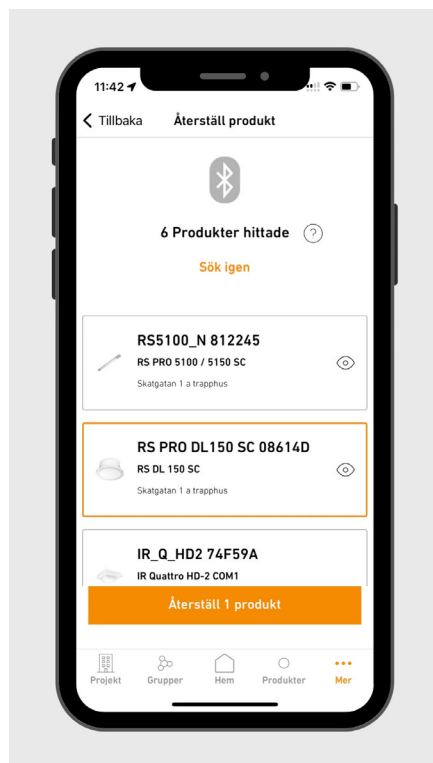 11:42
Tillbaka
Återställ produkt
6 Produkter hittade ?
Sök igen
RS5100_N 812245
RS PRO 5100 / 5150 SC
Skatgatan 1 a trapphus
RS PRO DL150 SC 08614D
RS DL 150 SC
Skatgatan 1 a trapphus
IR_Q_HD2 74F59A
IR Quattro HD-2 COM1
Återställ 1 produkt
Projekt Grupper Hem Produkter Mer